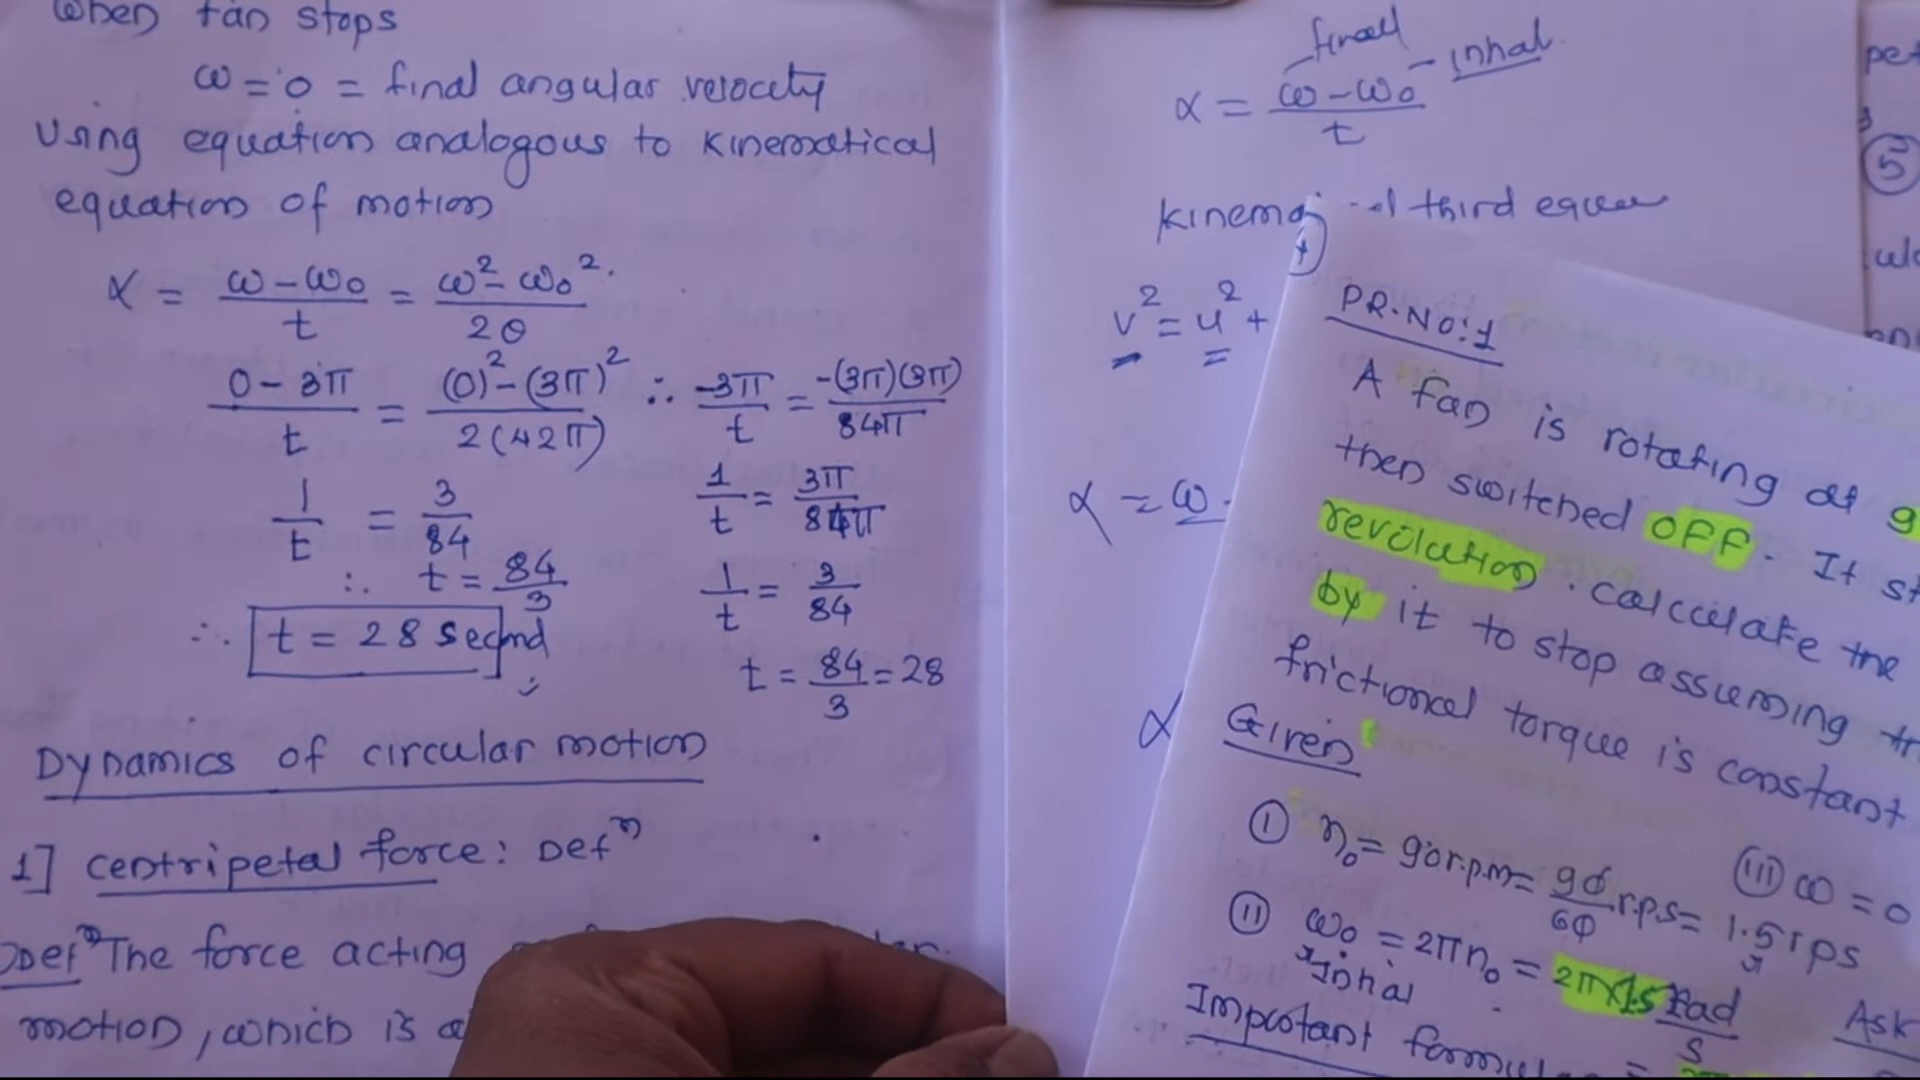 When fan stops
ω = 0 = final angular velocity
Using equation analogous to kinematical
equation of motion
α = ω-ω₀/t = ω²-ω₀²/2θ
0-3π/t = (0)²-(3π)²/2(42π) ∴ -3π/t = -(3π)(3π)/84π
1/t = 3/84
1/t = 3π/84π
∴ t = 84/3
1/t = 3/84
∴ t = 28 second
t = 84/3 = 28
Dynamics of circular motion
1] centripetal force: Defⁿ
Defⁿ The force acting
motion, which is
final
initial
α = ω-ω₀/t
third
v² = u² +
α = ω-
α
PR.NO:1
A fan is rotating at 9
then switched OFF. It st
revolution. calculate the
by it to stop assuming
frictional torque is constant
Given
(i) n₀ = 90 r.p.m = 90/60 r.p.s = 1.5 rps
(iii) ω = 0
(ii) ω₀ = 2πn₀ = 2π×1.5 rad/s
Initial
Important
Ask
5